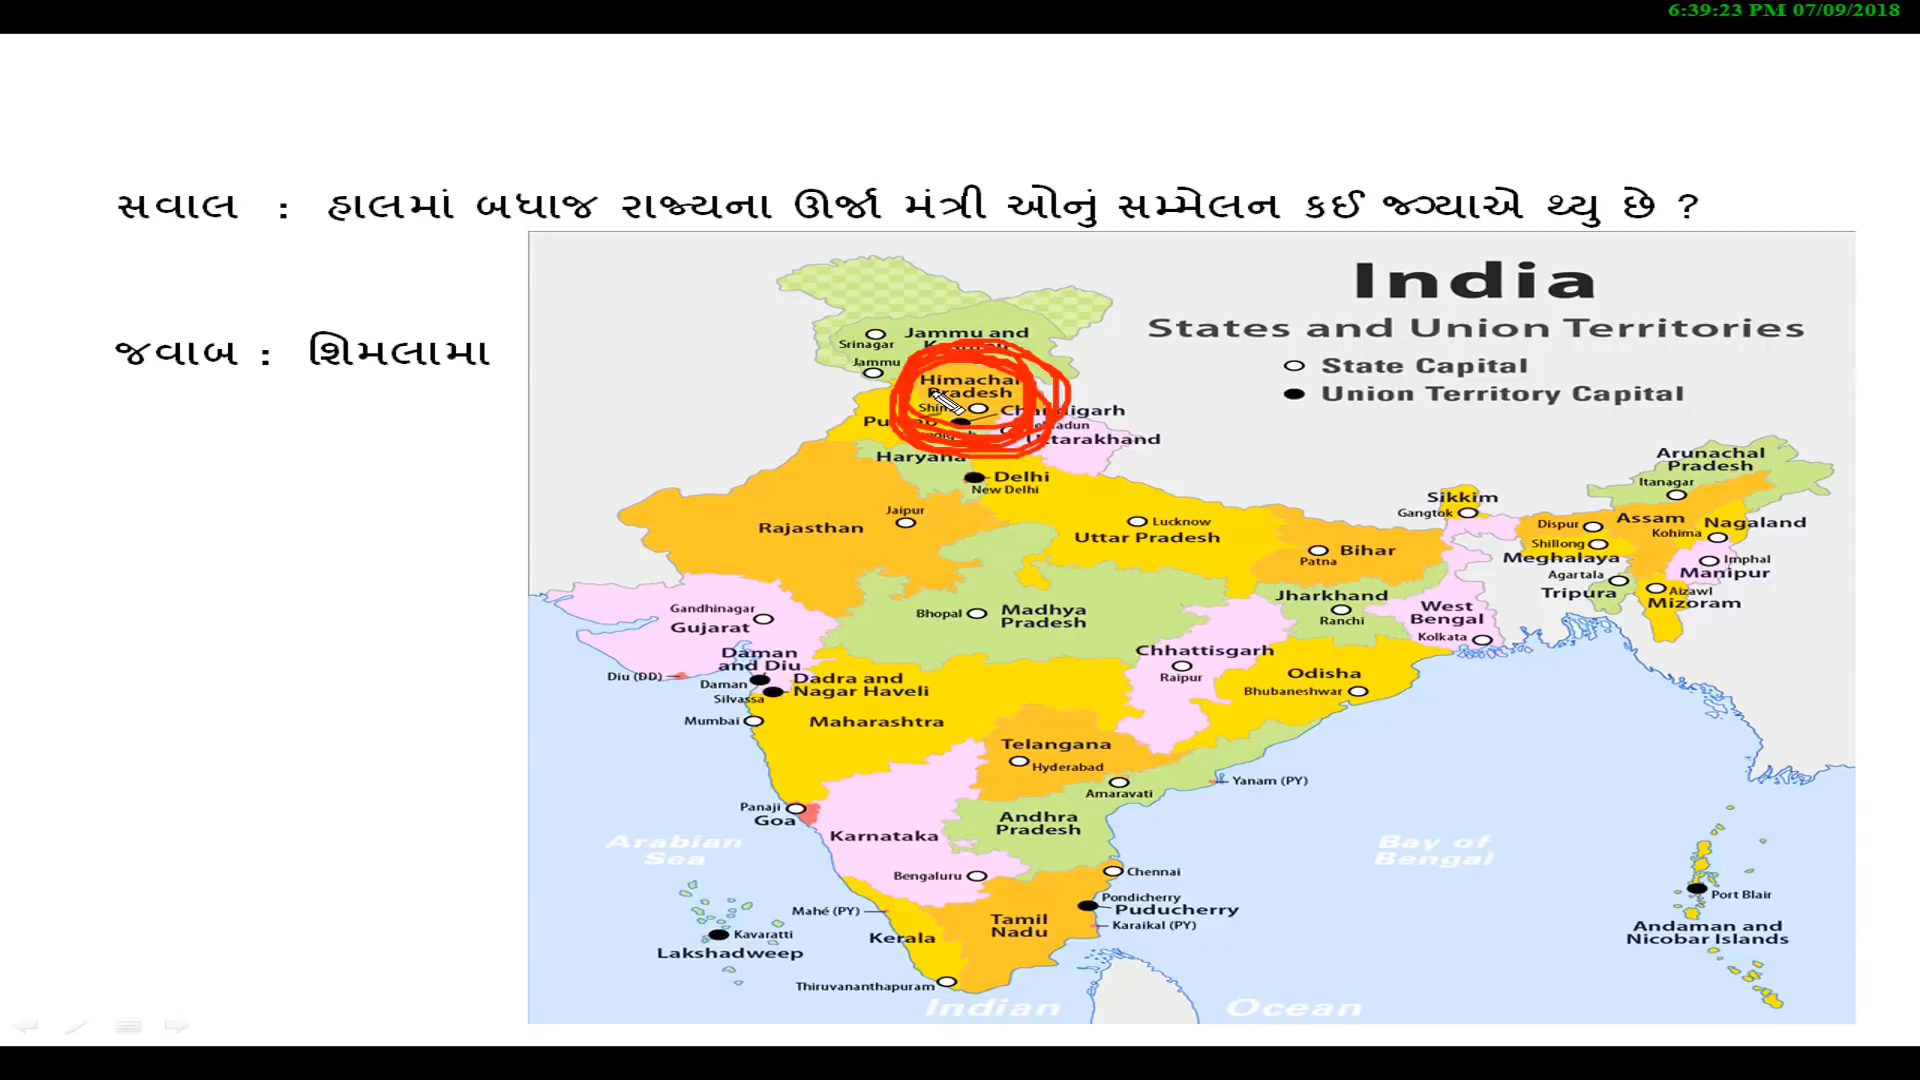 6:39:23 PM 07/09/2018
સવાલ : હાલમાં બધાજ રાજ્યના ઊર્જા મંત્રી ઓનું સમ્મેલન કઈ જ્ગ્યાએ થ્યુ છે ?
જવાબ : શિમલામા
India
States and Union Territories
State Capital
Union Territory Capital
Jammu and
Srinagar
Jammu
Himachal
Pradesh
Chandigarh
Uttarakhand
Haryana
Delhi
New Delhi
Rajasthan
Jaipur
Lucknow
Uttar Pradesh
Bihar
Patna
Sikkim
Gangtok
Arunachal
Pradesh
Itanagar
Dispur
Assam
Nagaland
Kohima
Shillong
Meghalaya
Imphal
Manipur
Agartala
Tripura
Aizawl
Mizoram
Gandhinagar
Gujarat
Bhopal
Madhya
Pradesh
Jharkhand
Ranchi
West
Bengal
Kolkata
Daman
and Diu
Diu (DD)
Daman
Silvassa
Dadra and
Nagar Haveli
Chhattisgarh
Raipur
Odisha
Bhubaneshwar
Mumbai
Maharashtra
Telangana
Hyderabad
Amaravati
Yanam (PY)
Panaji
Goa
Karnataka
Andhra
Pradesh
Arabian
Sea
Bay of
Bengal
Bengaluru
Chennai
Pondicherry
Puducherry
Karaikal (PY)
Mahé (PY)
Tamil
Nadu
Kerala
Kavaratti
Lakshadweep
Port Blair
Andaman and
Nicobar Islands
Thiruvananthapuram
Indian Ocean